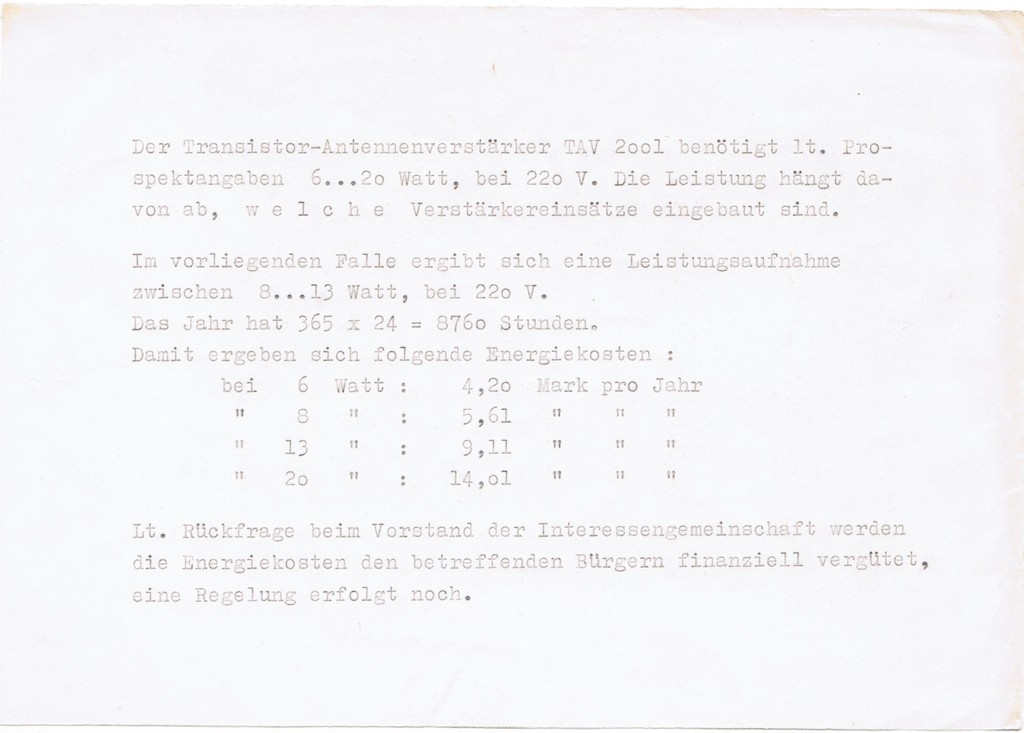 Der Transistor-Antennenverstärker TAV 2ool benötigt lt. Pro-
spektangaben 6...2o Watt, bei 22o V. Die Leistung hängt da-
von ab, w e l c h e Verstärkereinsätze eingebaut sind.
Im vorliegenden Falle ergibt sich eine Leistungsaufnahme
zwischen 8...13 Watt, bei 22o V.
Das Jahr hat 365 x 24 = 876o Stunden.
Damit ergeben sich folgende Energiekosten :
bei 6 Watt : 4,2o Mark pro Jahr
" 8 " : 5,61 " " "
" 13 " : 9,11 " " "
" 2o " : 14,o1 " " "
Lt. Rückfrage beim Vorstand der Interessengemeinschaft werden
die Energiekosten den betreffenden Bürgern finanziell vergütet,
eine Regelung erfolgt noch.